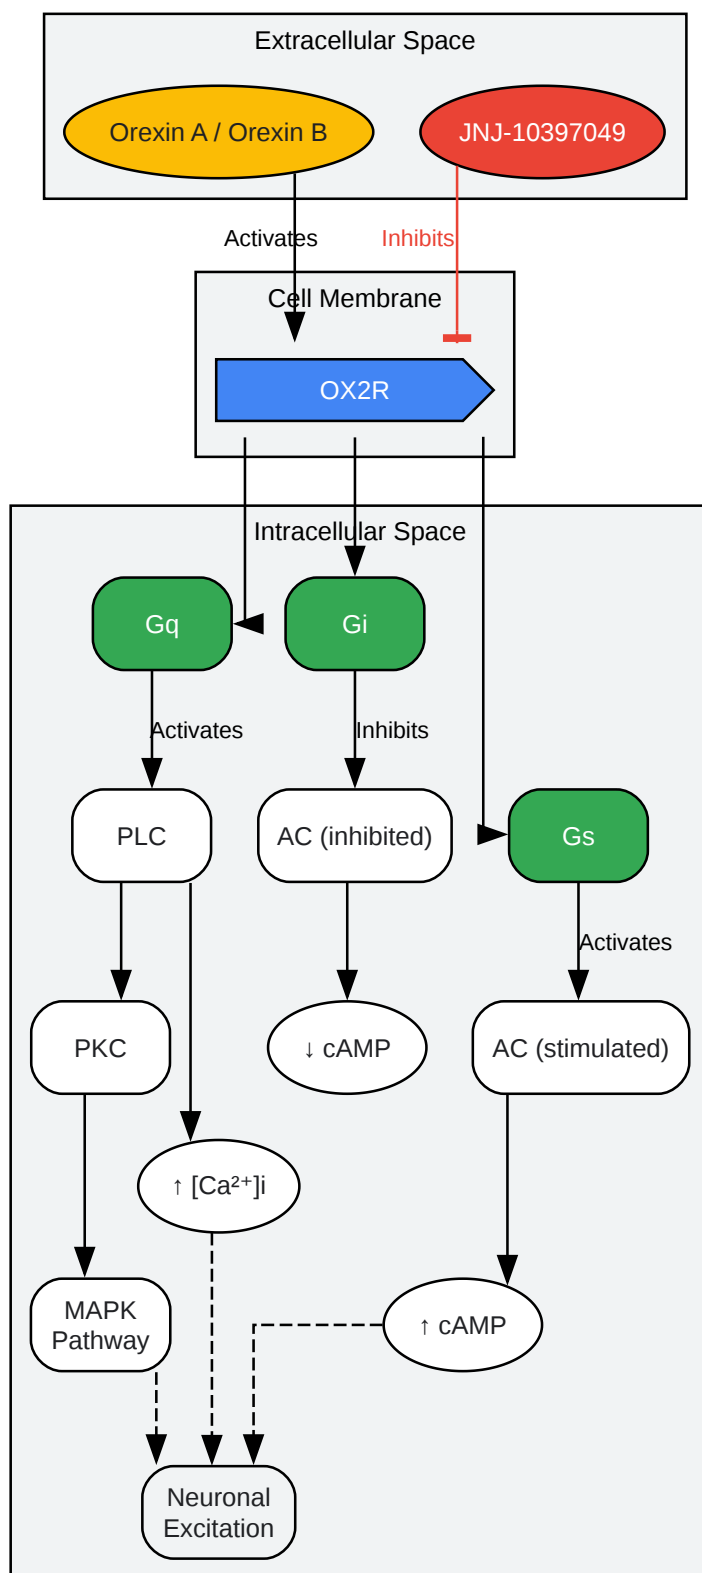 Extracellular Space
Orexin A / Orexin B
JNJ-10397049
Activates
Inhibits
Cell Membrane
OX2R
Intracellular Space
Gq
Gi
Activates
Inhibits
PLC
AC (inhibited)
Gs
Activates
PKC
↓ cAMP
AC (stimulated)
↑ [Ca²⁺]i
MAPK
Pathway
↑ cAMP
Neuronal
Excitation